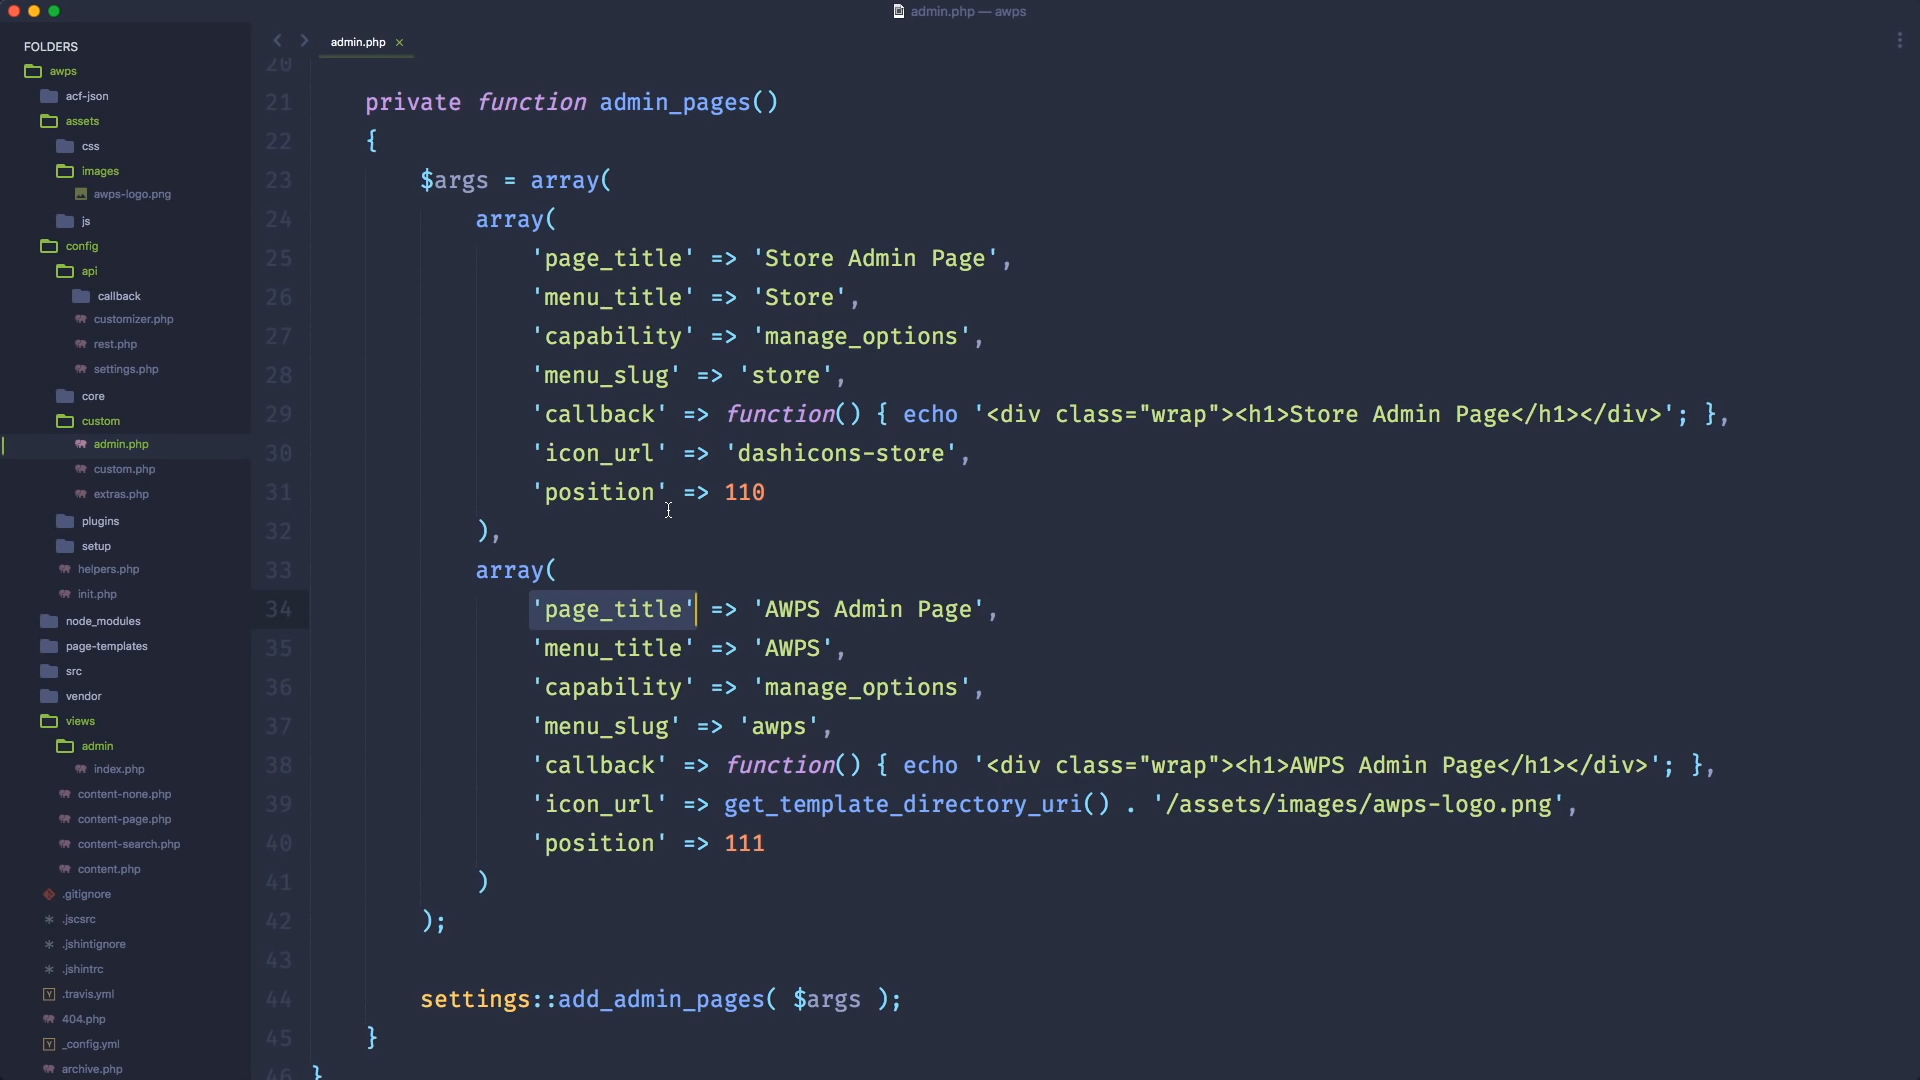 admin.php — awps
FOLDERS
awps
acf-json
assets
css
images
awps-logo.png
js
config
api
callback
customizer.php
rest.php
settings.php
core
custom
admin.php
custom.php
extras.php
plugins
setup
helpers.php
init.php
node_modules
page-templates
src
vendor
views
admin
index.php
content-none.php
content-page.php
content-search.php
content.php
.gitignore
.jscsrc
.jshintignore
.jshintrc
.travis.yml
404.php
_config.yml
archive.php
admin.php ×
20
21 private function admin_pages()
22 {
23 $args = array(
24 array(
25 'page_title' => 'Store Admin Page',
26 'menu_title' => 'Store',
27 'capability' => 'manage_options',
28 'menu_slug' => 'store',
29 'callback' => function() { echo '<div class="wrap"><h1>Store Admin Page</h1></div>'; },
30 'icon_url' => 'dashicons-store',
31 'position' => 110
32 ),
33 array(
34 'page_title' => 'AWPS Admin Page',
35 'menu_title' => 'AWPS',
36 'capability' => 'manage_options',
37 'menu_slug' => 'awps',
38 'callback' => function() { echo '<div class="wrap"><h1>AWPS Admin Page</h1></div>'; },
39 'icon_url' => get_template_directory_uri() . '/assets/images/awps-logo.png',
40 'position' => 111
41 )
42 );
43
44 settings::add_admin_pages( $args );
45 }
46 }